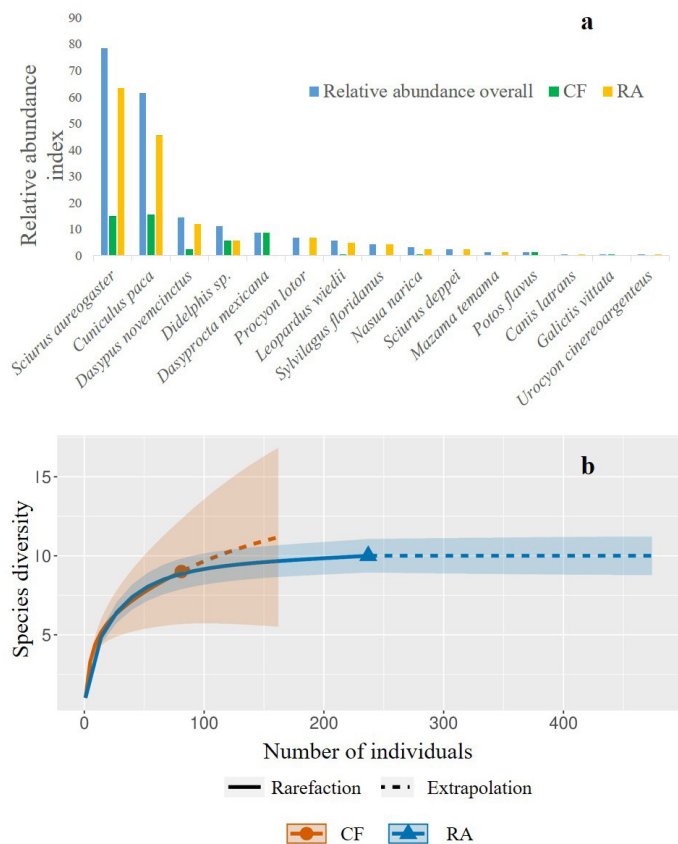 a
90
80
70
60
50
40
30
20
10
0
Relative abundance
index
Relative abundance overall CF RA
Sciurus aureogaster
Cuniculus paca
Dasypus novemcinctus
Didelphis sp.
Dasyprocta mexicana
Procyon lotor
Leopardus wiedii
Sylvilagus floridanus
Nasua narica
Sciurus deppei
Mazama temama
Potos flavus
Canis latrans
Galictis vittata
Urocyon cinereoargenteus
b
15
10
5
Species diversity
0 100 200 300 400
Number of individuals
Rarefaction Extrapolation
CF RA